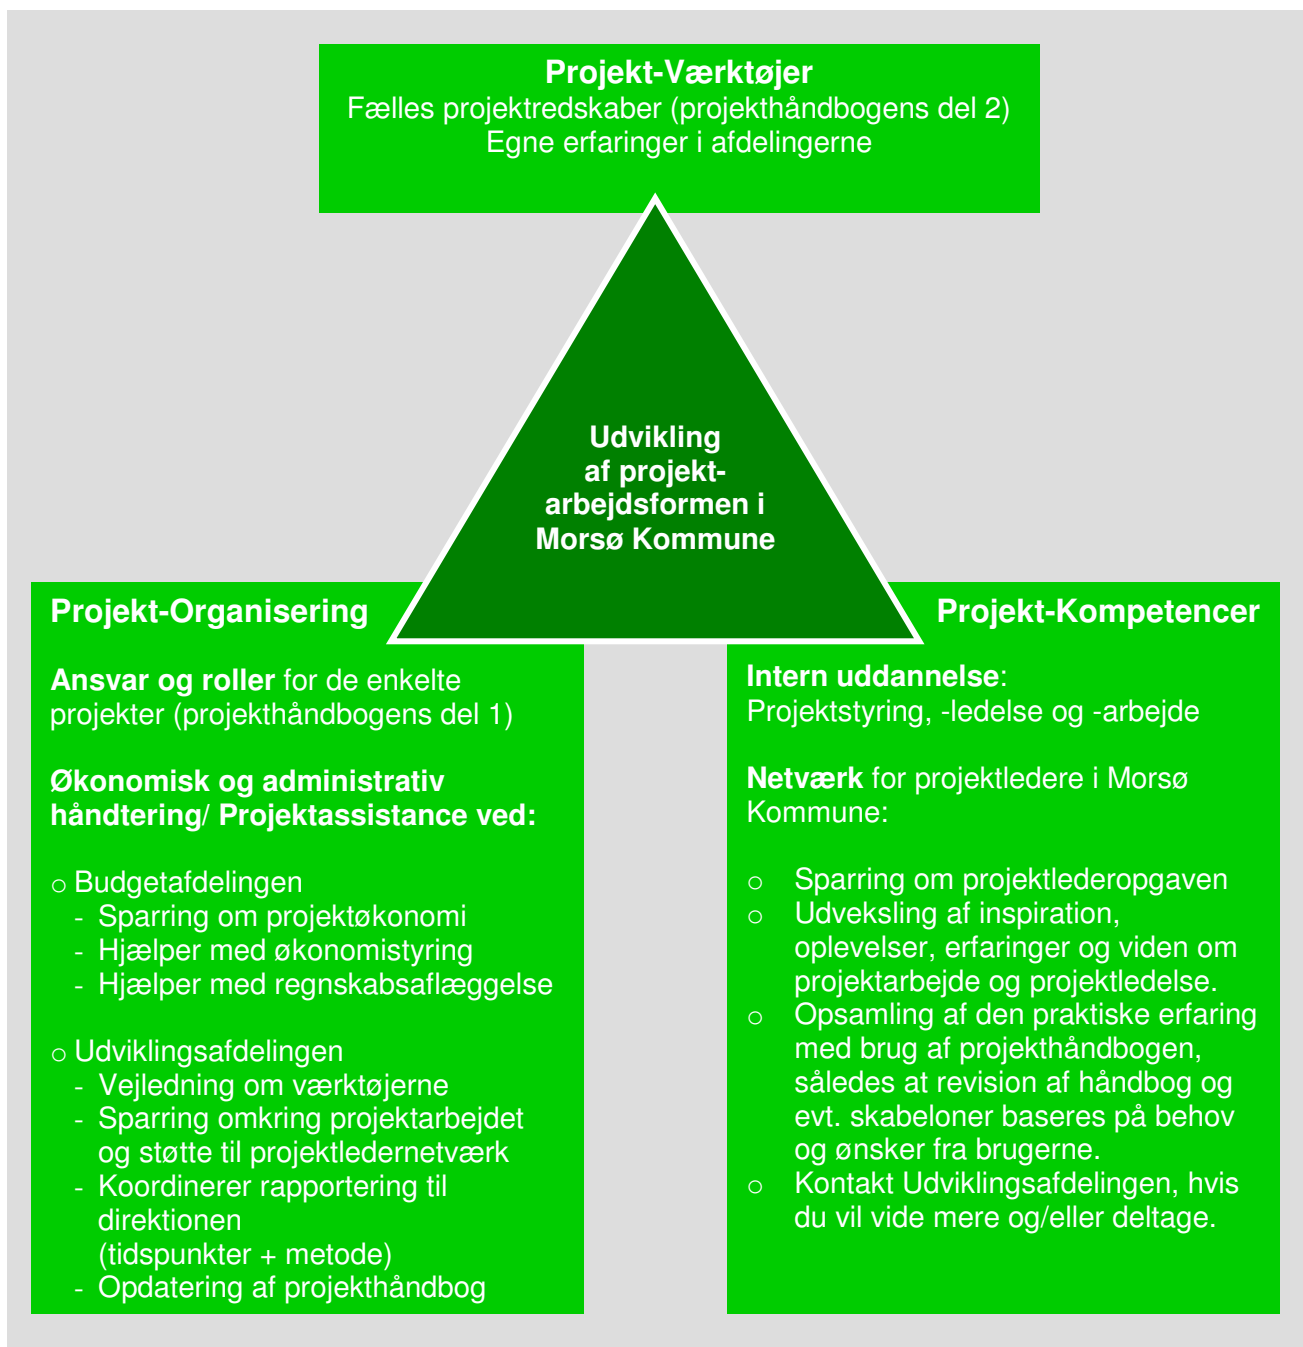 Projekt-Værktøjer
Fælles projektredskaber (projekthåndbogens del 2)
Egne erfaringer i afdelingerne
Udvikling
af projekt-
arbejdsformen i
Morsø Kommune
Projekt-Organisering
Ansvar og roller for de enkelte
projekter (projekthåndbogens del 1)
Økonomisk og administrativ
håndtering/ Projektassistance ved:
o Budgetafdelingen
- Sparring om projektøkonomi
- Hjælper med økonomistyring
- Hjælper med regnskabsaflæggelse
o Udviklingsafdelingen
- Vejledning om værktøjerne
- Sparring omkring projektarbejdet
og støtte til projektledernetværk
- Koordinerer rapportering til
direktionen
(tidspunkter + metode)
- Opdatering af projekthåndbog
Projekt-Kompetencer
Intern uddannelse:
Projektstyring, -ledelse og -arbejde
Netværk for projektledere i Morsø
Kommune:
o Sparring om projektlederopgaven
o Udveksling af inspiration,
oplevelser, erfaringer og viden om
projektarbejde og projektledelse.
o Opsamling af den praktiske erfaring
med brug af projekthåndbogen,
således at revision af håndbog og
evt. skabeloner baseres på behov
og ønsker fra brugerne.
o Kontakt Udviklingsafdelingen, hvis
du vil vide mere og/eller deltage.